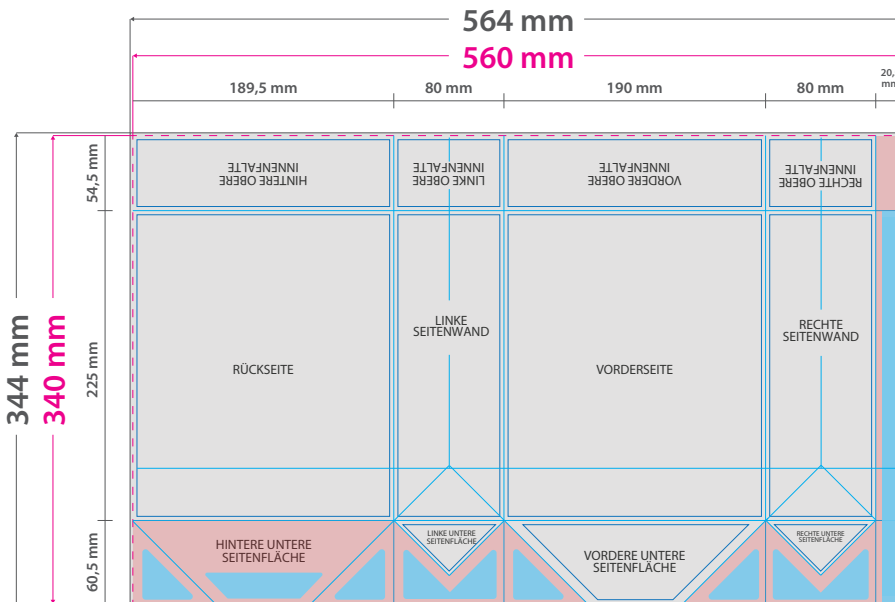 564 mm
560 mm
189,5 mm
80 mm
190 mm
80 mm
20,
mm
54,5 mm
HINTERE OBERE
INNENFALTE
LINKE OBERE
INNENFALTE
VORDERE OBERE
INNENFALTE
RECHTE OBERE
INNENFALTE
344 mm
340 mm
225 mm
RÜCKSEITE
LINKE
SEITENWAND
VORDERSEITE
RECHTE
SEITENWAND
60,5 mm
HINTERE UNTERE
SEITENFLÄCHE
LINKE UNTERE
SEITENFLÄCHE
VORDERE UNTERE
SEITENFLÄCHE
RECHTE UNTERE
SEITENFLÄCHE